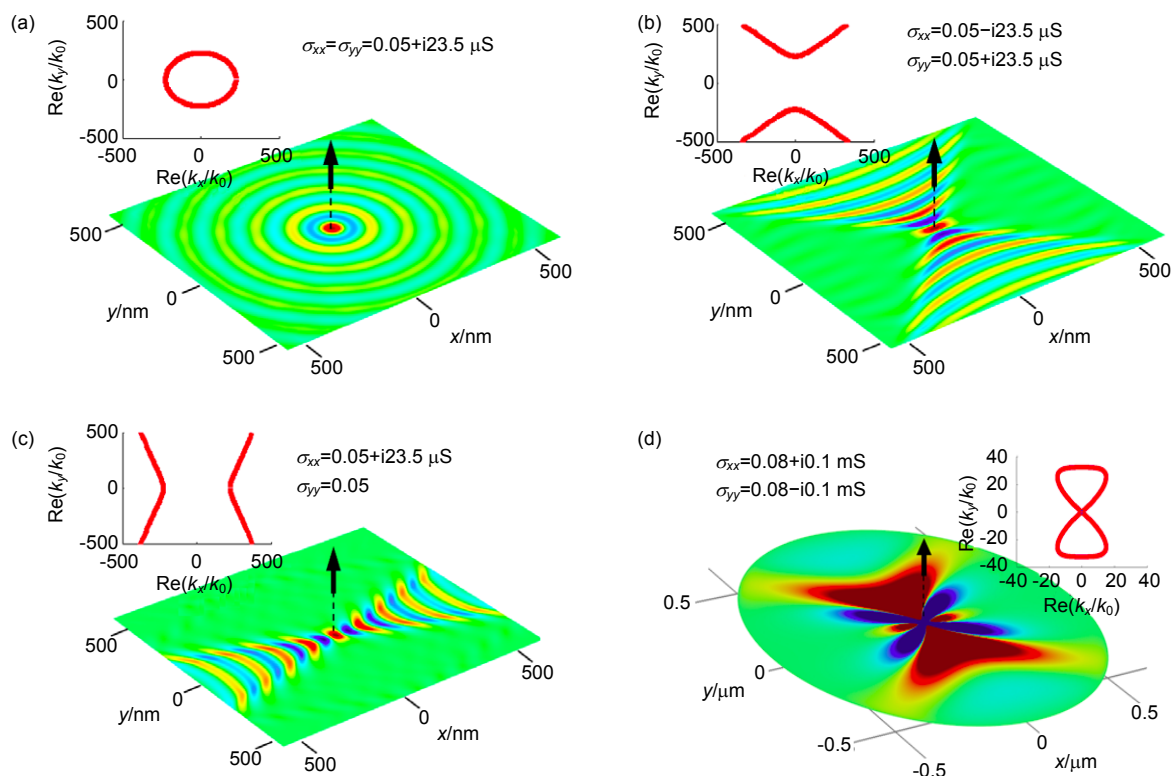 (a)
500
0
-500
Re(ky/k0)
-500
0
500
Re(kx/k0)
σxx=σyy=0.05+i23.5 μS
500
y/nm
0
500
500
0
x/nm
500
(b)
500
0
-500
Re(ky/k0)
-500
0
500
Re(kx/k0)
σxx=0.05−i23.5 μS
σyy=0.05+i23.5 μS
500
y/nm
0
500
500
0
x/nm
500
(c)
500
0
-500
Re(ky/k0)
-500
0
500
Re(kx/k0)
σxx=0.05+i23.5 μS
σyy=0.05
500
y/nm
0
500
500
0
x/nm
500
(d)
σxx=0.08+i0.1 mS
σyy=0.08−i0.1 mS
40
20
0
-20
-40
Re(ky/k0)
-40 -20 0 20 40
Re(kx/k0)
0.5
y/μm
0
-0.5
-0.5
0
x/μm
0.5